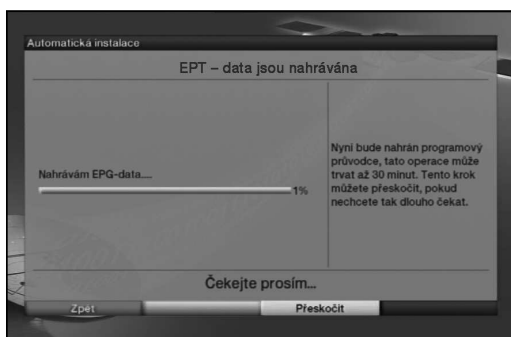 Automatická instalace
EPT – data jsou nahrávána
Nahrávám EPG-data....
1%
Nyní bude nahrán programový
průvodce, tato operace může
trvat až 30 minut. Tento krok
můžete přeskočit, pokud
nechcete tak dlouho čekat.
Čekejte prosím...
Zpět
Přeskočit